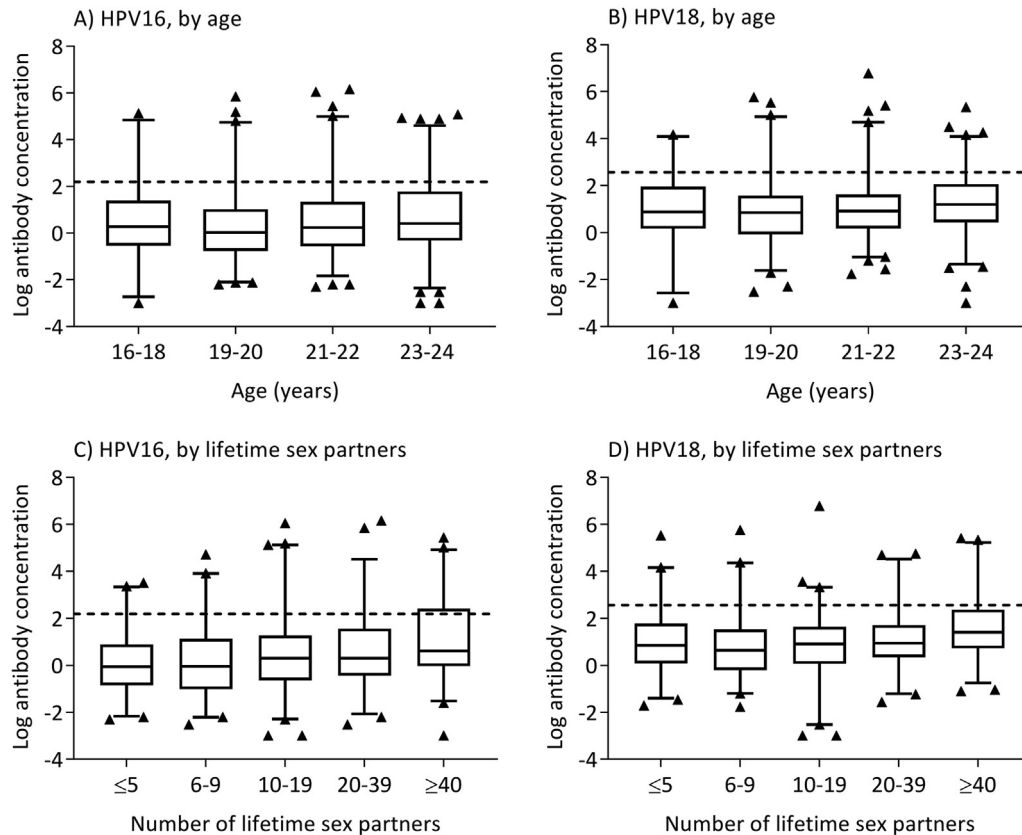 A) HPV16, by age
Log antibody concentration
8
6
4
2
0
-2
-4
16-18 19-20 21-22 23-24
Age (years)
B) HPV18, by age
Log antibody concentration
8
6
4
2
0
-2
-4
16-18 19-20 21-22 23-24
Age (years)
C) HPV16, by lifetime sex partners
Log antibody concentration
8
6
4
2
0
-2
-4
≤5 6-9 10-19 20-39 ≥40
Number of lifetime sex partners
D) HPV18, by lifetime sex partners
Log antibody concentration
8
6
4
2
0
-2
-4
≤5 6-9 10-19 20-39 ≥40
Number of lifetime sex partners